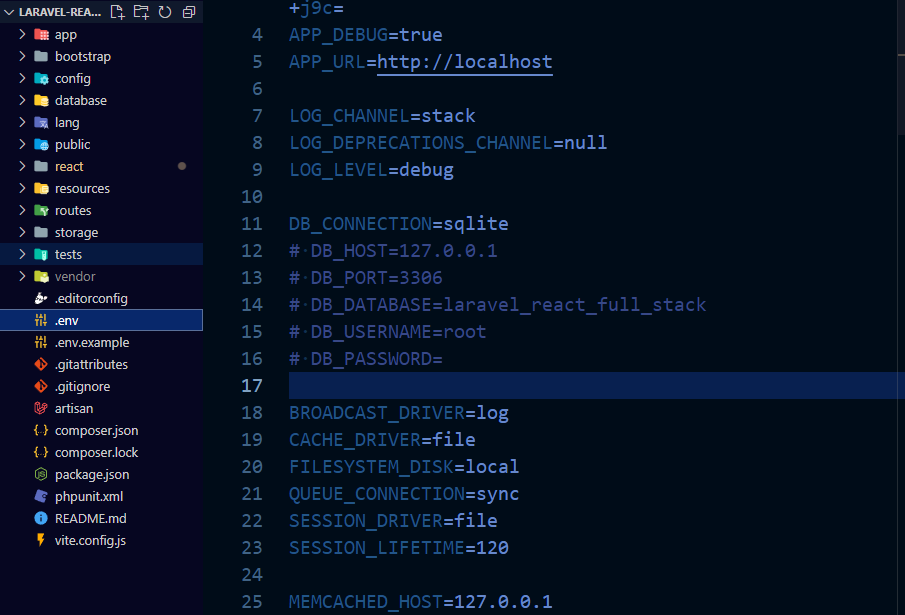 LARAVEL-REA...
app
bootstrap
config
database
lang
public
react
resources
routes
storage
tests
vendor
.editorconfig
.env
.env.example
.gitattributes
.gitignore
artisan
composer.json
composer.lock
package.json
phpunit.xml
README.md
vite.config.js
+j9c=
4 APP_DEBUG=true
5 APP_URL=http://localhost
6
7 LOG_CHANNEL=stack
8 LOG_DEPRECATIONS_CHANNEL=null
9 LOG_LEVEL=debug
10
11 DB_CONNECTION=sqlite
12 # DB_HOST=127.0.0.1
13 # DB_PORT=3306
14 # DB_DATABASE=laravel_react_full_stack
15 # DB_USERNAME=root
16 # DB_PASSWORD=
17
18 BROADCAST_DRIVER=log
19 CACHE_DRIVER=file
20 FILESYSTEM_DISK=local
21 QUEUE_CONNECTION=sync
22 SESSION_DRIVER=file
23 SESSION_LIFETIME=120
24
25 MEMCACHED_HOST=127.0.0.1